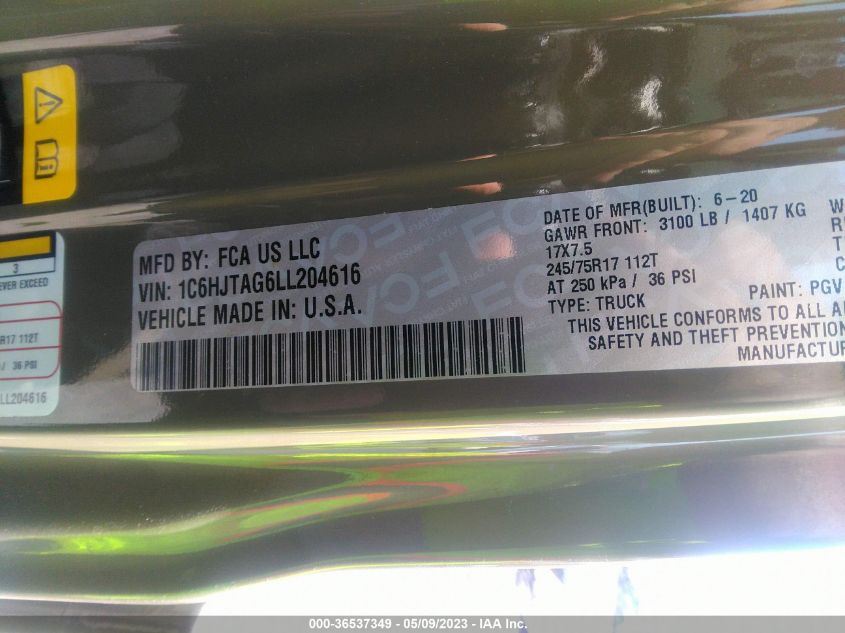 3
EVER EXCEED
R17 112T
/ 36 PSI
LL204616
MFD BY: FCA US LLC
VIN: 1C6HJTAG6LL204616
VEHICLE MADE IN: U.S.A.
DATE OF MFR(BUILT): 6-20
GAWR FRONT: 3100 LB / 1407 KG
17X7.5
245/75R17 112T
AT 250 kPa / 36 PSI
TYPE: TRUCK
PAINT: PGV
THIS VEHICLE CONFORMS TO ALL A
SAFETY AND THEFT PREVENTION
MANUFACTUR
000-36537349 - 05/09/2023 - IAA Inc.